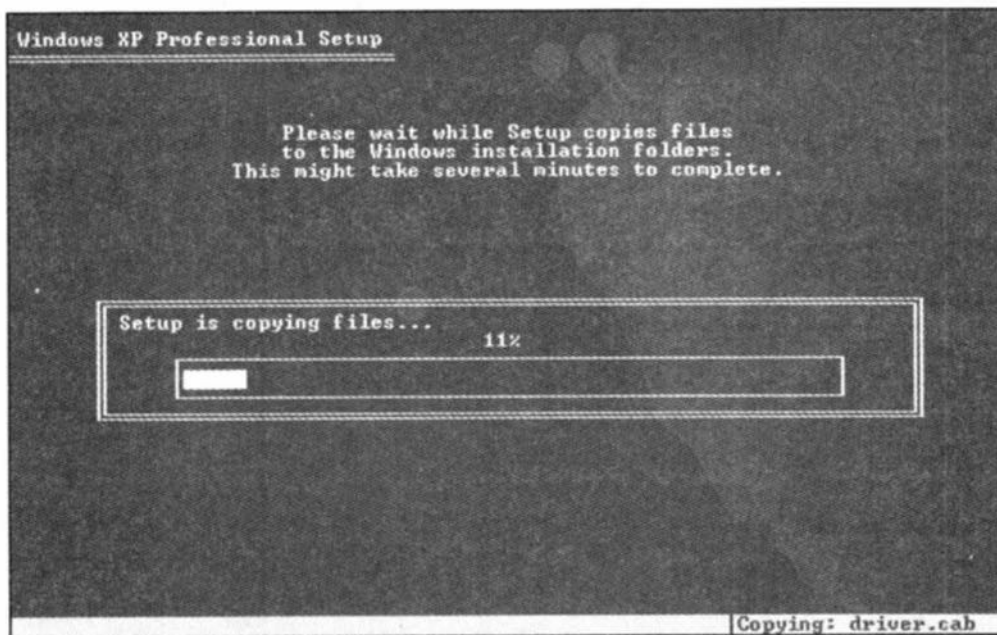 Windows XP Professional Setup
Please wait while Setup copies files
to the Windows installation folders.
This might take several minutes to complete.
Setup is copying files...
11%
Copying: driver.cab